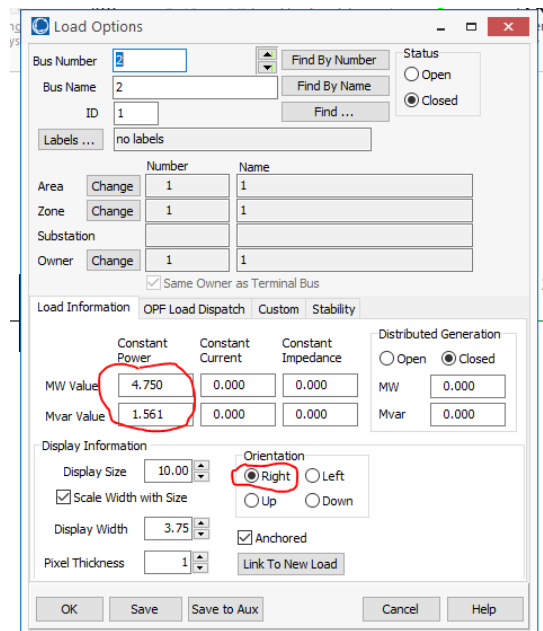 Load Options
Bus Number 2 Find By Number Status
Open
Bus Name 2 Find By Name
Closed
ID 1 Find ...
Labels ... no labels
Number Name
Area Change 1 1
Zone Change 1 1
Substation
Owner Change 1 1
Same Owner as Terminal Bus
Load Information OPF Load Dispatch Custom Stability
Constant Power Constant Current Constant Impedance Distributed Generation
Open Closed
MW Value 4.750 0.000 0.000 MW 0.000
Mvar Value 1.561 0.000 0.000 Mvar 0.000
Display Information
Orientation
Display Size 10.00 Right Left
Scale Width with Size Up Down
Display Width 3.75 Anchored
Pixel Thickness 1 Link To New Load
OK Save Save to Aux Cancel Help